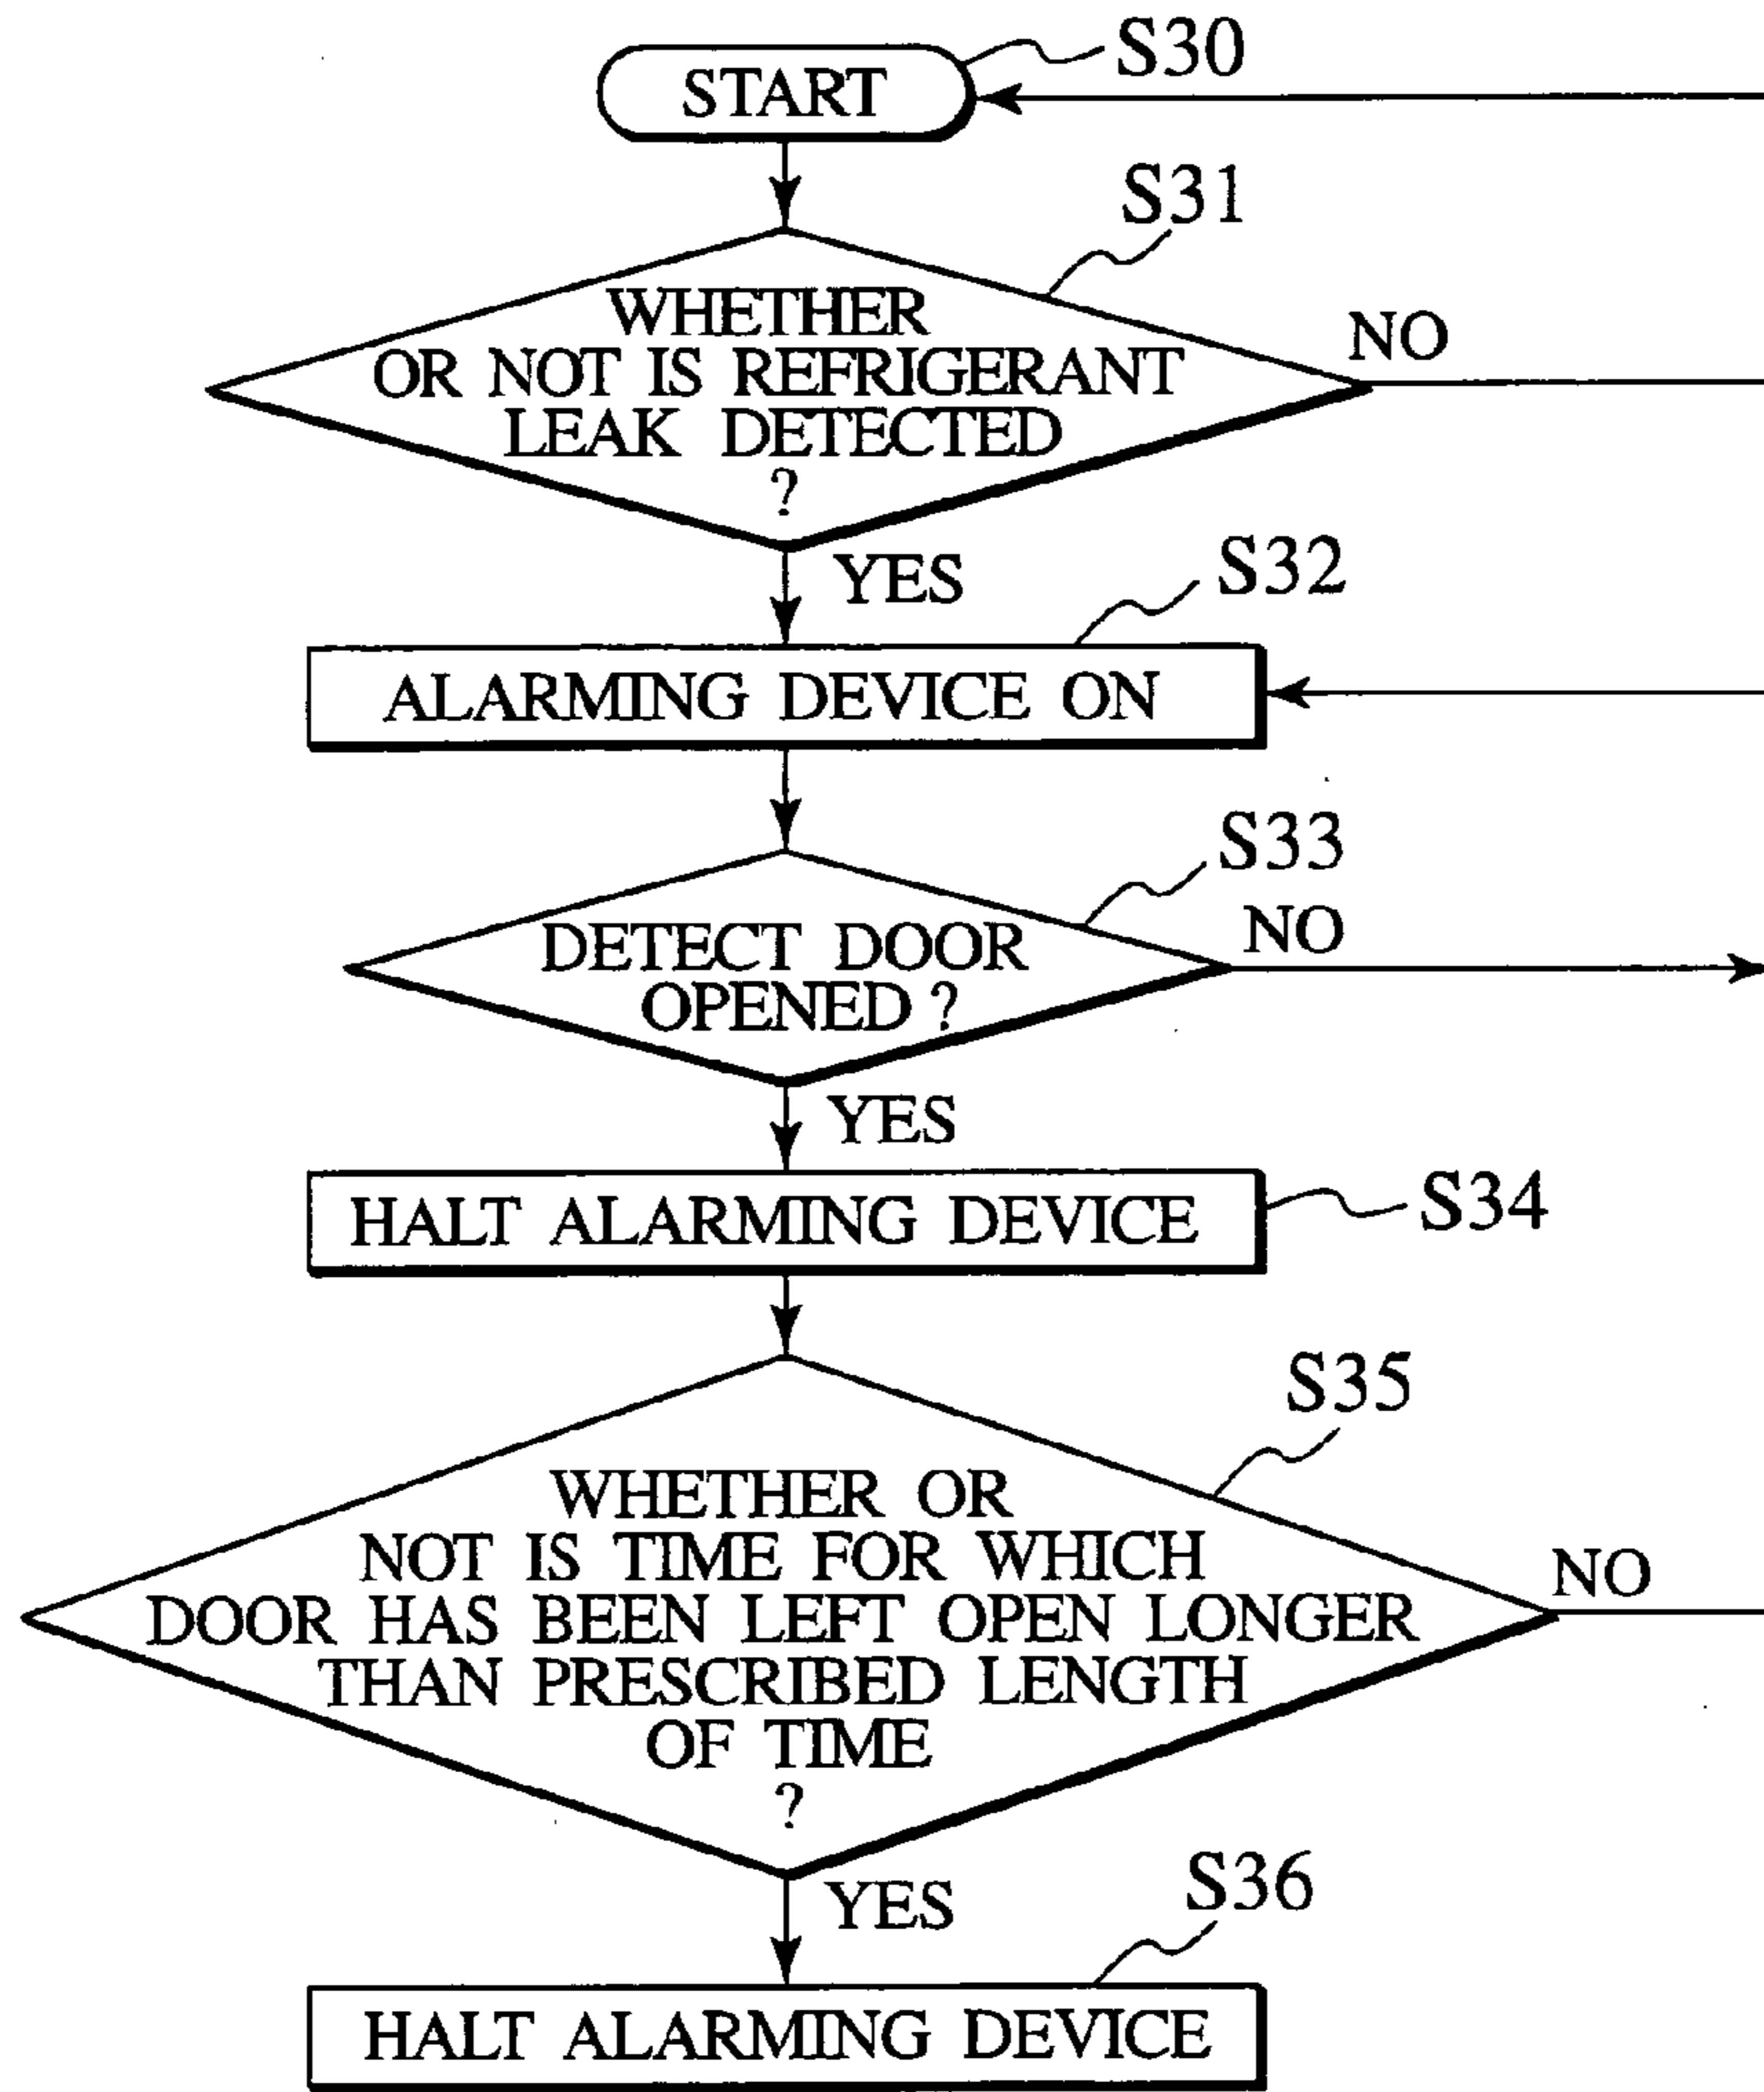 START
S30
S31
WHETHER
OR NOT IS REFRIGERANT
LEAK DETECTED
?
NO
YES
S32
ALARMING DEVICE ON
S33
DETECT DOOR
OPENED ?
NO
YES
HALT ALARMING DEVICE
S34
S35
WHETHER OR
NOT IS TIME FOR WHICH
DOOR HAS BEEN LEFT OPEN LONGER
THAN PRESCRIBED LENGTH
OF TIME
?
NO
YES
S36
HALT ALARMING DEVICE